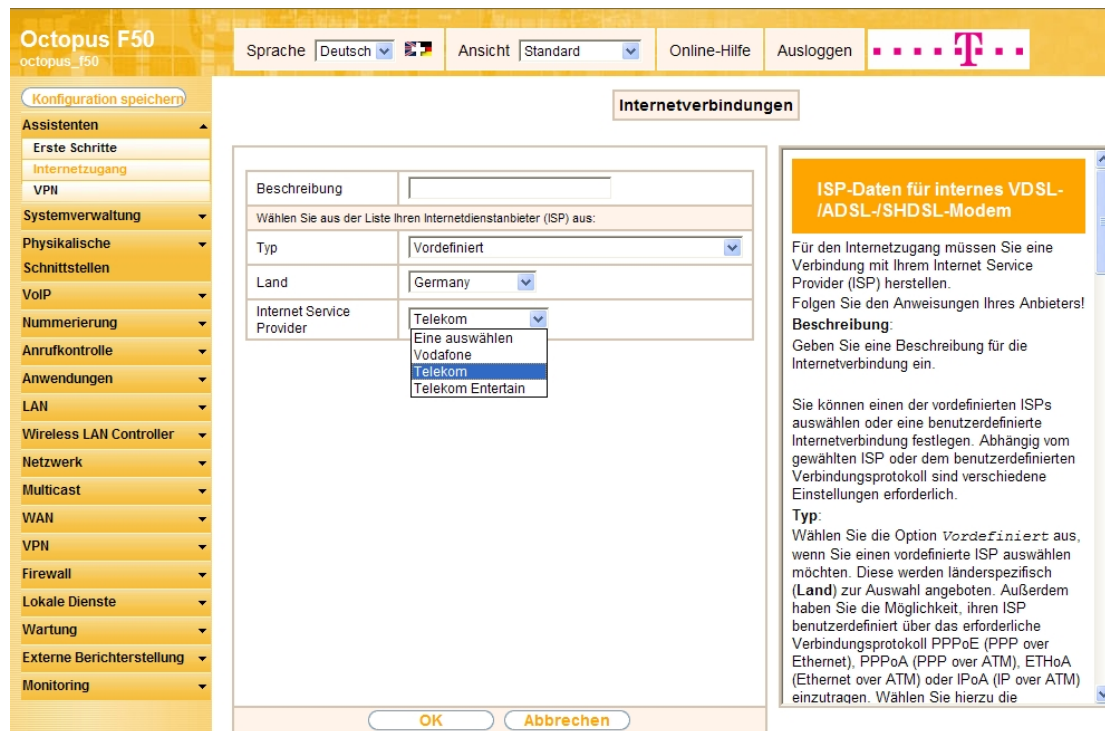 Octopus F50
octopus_f50
Sprache Deutsch
Ansicht Standard
Online-Hilfe
Ausloggen
T
Konfiguration speichern
Assistenten
Erste Schritte
Internetzugang
VPN
Systemverwaltung
Physikalische
Schnittstellen
VoIP
Nummerierung
Anrufkontrolle
Anwendungen
LAN
Wireless LAN Controller
Netzwerk
Multicast
WAN
VPN
Firewall
Lokale Dienste
Wartung
Externe Berichterstellung
Monitoring
Internetverbindungen
Beschreibung
Wählen Sie aus der Liste Ihren Internetdienstanbieter (ISP) aus:
Typ Vordefiniert
Land Germany
Internet Service
Provider
Telekom
Eine auswählen
Vodafone
Telekom
Telekom Entertain
OK
Abbrechen
ISP-Daten für internes VDSL-
/ADSL-/SHDSL-Modem
Für den Internetzugang müssen Sie eine
Verbindung mit Ihrem Internet Service
Provider (ISP) herstellen.
Folgen Sie den Anweisungen Ihres Anbieters!
Beschreibung:
Geben Sie eine Beschreibung für die
Internetverbindung ein.
Sie können einen der vordefinierten ISPs
auswählen oder eine benutzerdefinierte
Internetverbindung festlegen. Abhängig vom
gewählten ISP oder dem benutzerdefinierten
Verbindungsprotokoll sind verschiedene
Einstellungen erforderlich.
Typ:
Wählen Sie die Option Vordefiniert aus,
wenn Sie einen vordefinierte ISP auswählen
möchten. Diese werden länderspezifisch
(Land) zur Auswahl angeboten. Außerdem
haben Sie die Möglichkeit, ihren ISP
benutzerdefiniert über das erforderliche
Verbindungsprotokoll PPPoE (PPP over
Ethernet), PPPoA (PPP over ATM), ETHoA
(Ethernet over ATM) oder IPoA (IP over ATM)
einzutragen. Wählen Sie hierzu die